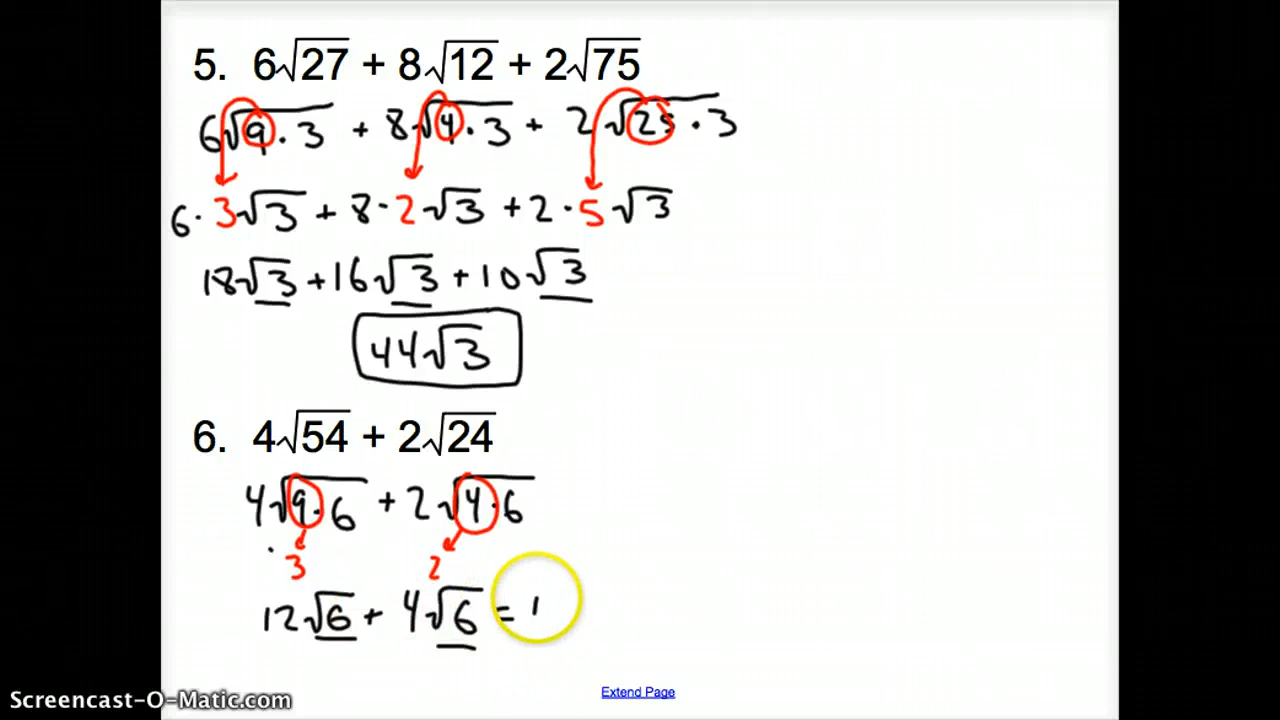 5. 6√27 + 8√12 + 2√75
6√9·3 + 8√4·3 + 2√25·3
6·3√3 + 8·2√3 + 2·5√3
18√3 + 16√3 + 10√3
44√3
6. 4√54 + 2√24
4√9·6 + 2√4·6
3 2
12√6 + 4√6 = 1
Extend Page
Screencast-O-Matic.com